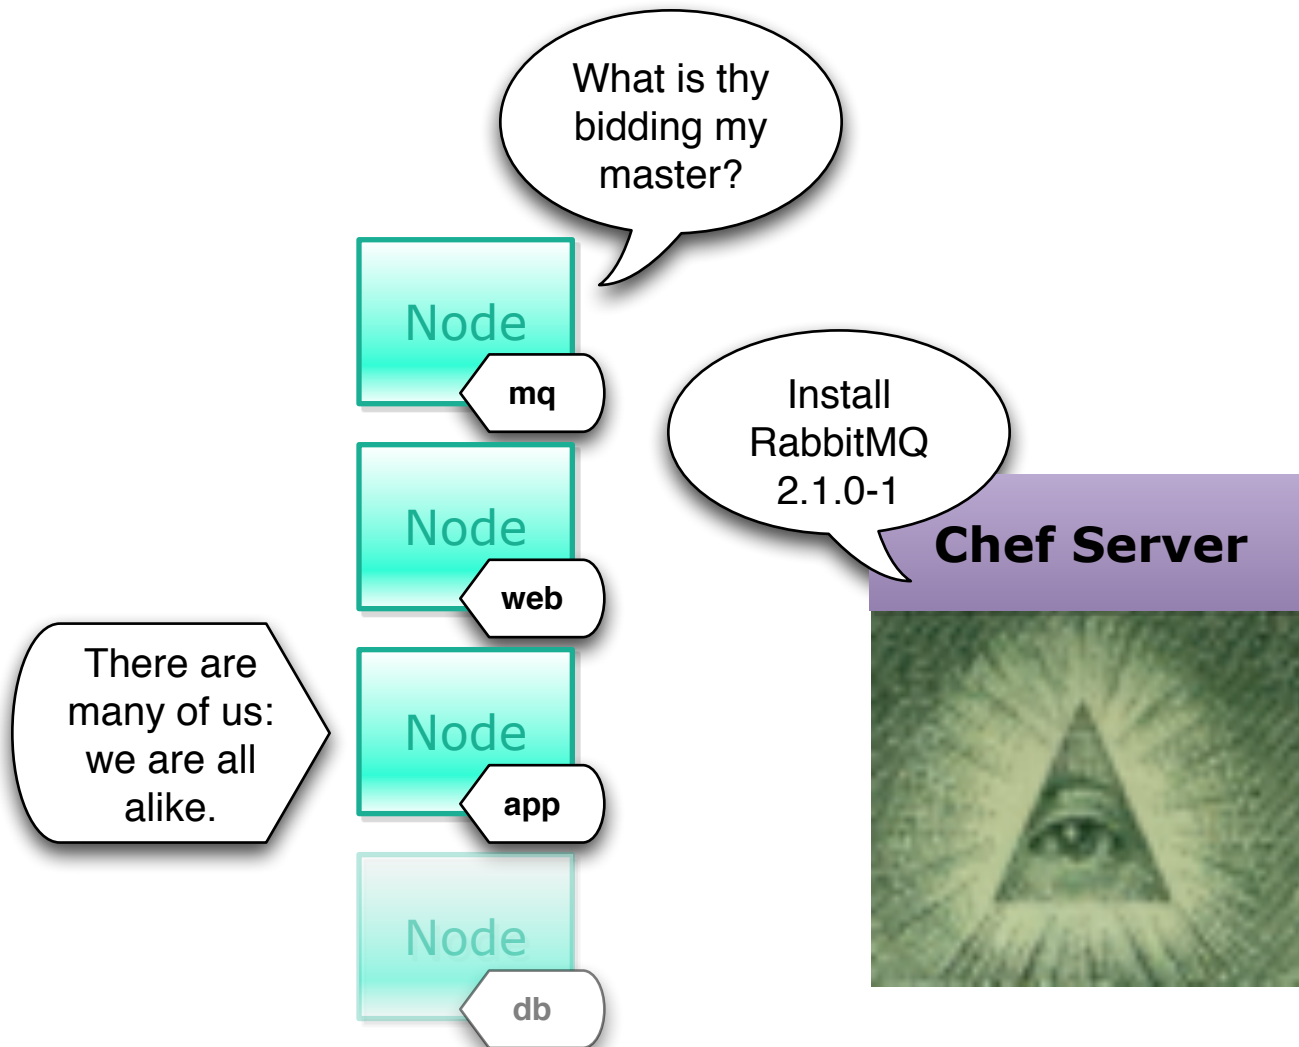 What is thy
bidding my
master?
Node
mq
Install
RabbitMQ
2.1.0-1
Chef Server
Node
web
There are
many of us:
we are all
alike.
Node
app
Node
db